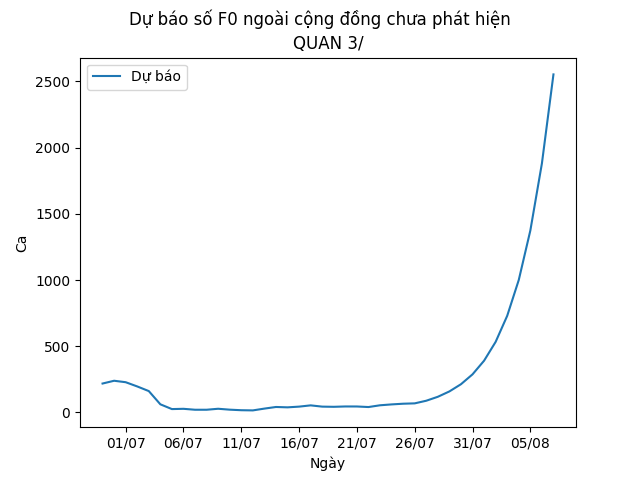 Dự báo số F0 ngoài cộng đồng chưa phát hiện
QUAN 3/
Dự báo
2500
2000
1500
1000
500
0
Ca
01/07 06/07 11/07 16/07 21/07 26/07 31/07 05/08
Ngày